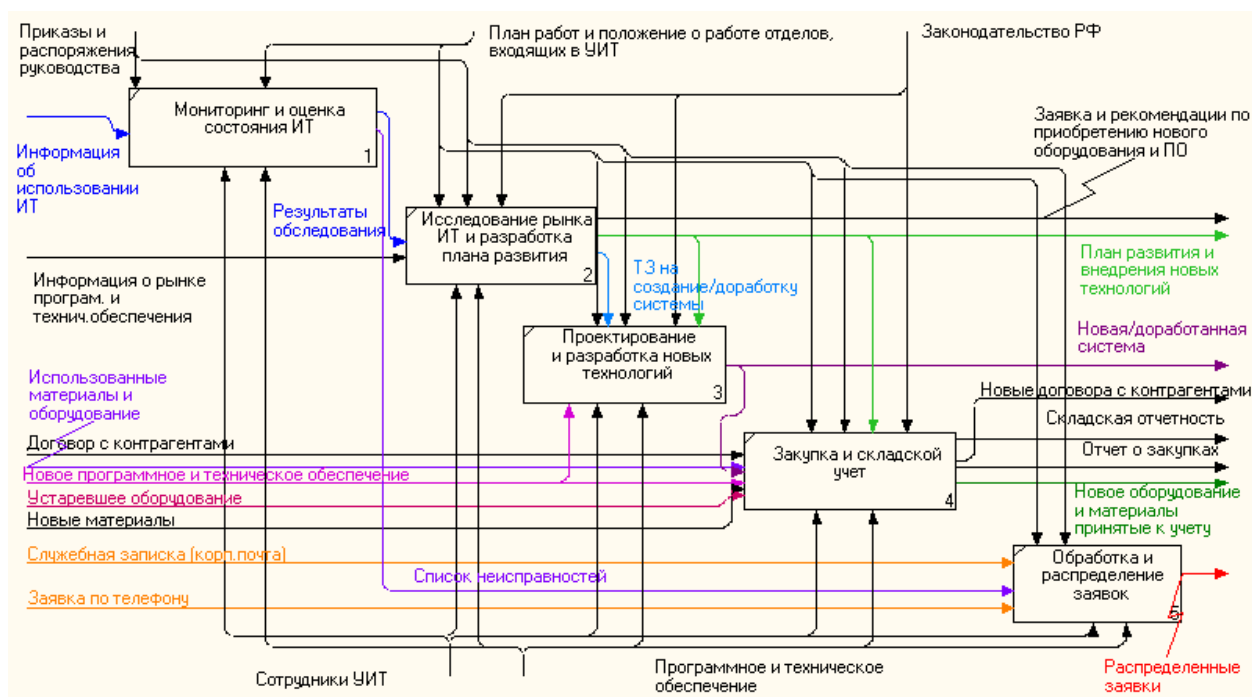 Приказы и
распоряжения
руководства
План работ и положение о работе отделов,
входящих в УИТ
Законодательство РФ
Мониторинг и оценка
состояния ИТ
1
Заявка и рекомендации по
приобретению нового
оборудования и ПО
Информация
об
использовании
ИТ
Результаты
обследования
Исследование рынка
ИТ и разработка
плана развития
2
Информация о рынке
програм. и
технич.обеспечения
ТЗ на
создание/доработку
системы
План развития и
внедрения новых
технологий
Проектирование
и разработка новых
технологий
3
Новая/доработанная
система
Использованные
материалы и
оборудование
Новые договора с контрагентами
Складская отчетность
Договор с контрагентами
Закупка и складской
учет
4
Отчет о закупках
Новое программное и техническое обеспечение
Устаревшее оборудование
Новые материалы
Новое оборудование
и материалы
принятые к учету
Служебная записка (корп.почта)
Список неисправностей
Заявка по телефону
Обработка и
распределение
заявок
5
Сотрудники УИТ
Программное и техническое
обеспечение
Распределенные
заявки